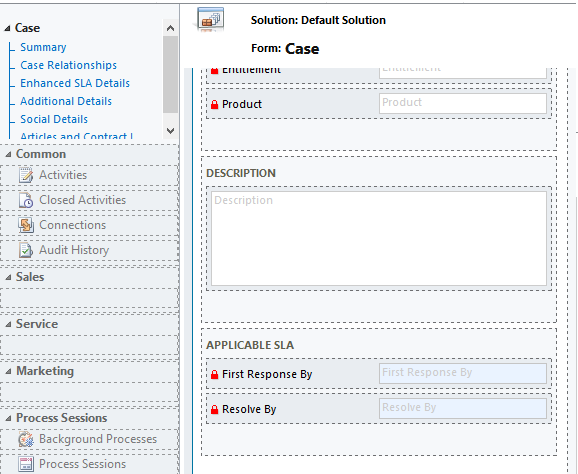 Case
Summary
Case Relationships
Enhanced SLA Details
Additional Details
Social Details
Articles and Contract I
Common
Activities
Closed Activities
Connections
Audit History
Sales
Service
Marketing
Process Sessions
Background Processes
Process Sessions
Solution: Default Solution
Form: Case
Entitlement Entitlement
Product Product
DESCRIPTION
Description
APPLICABLE SLA
First Response By First Response By
Resolve By Resolve By